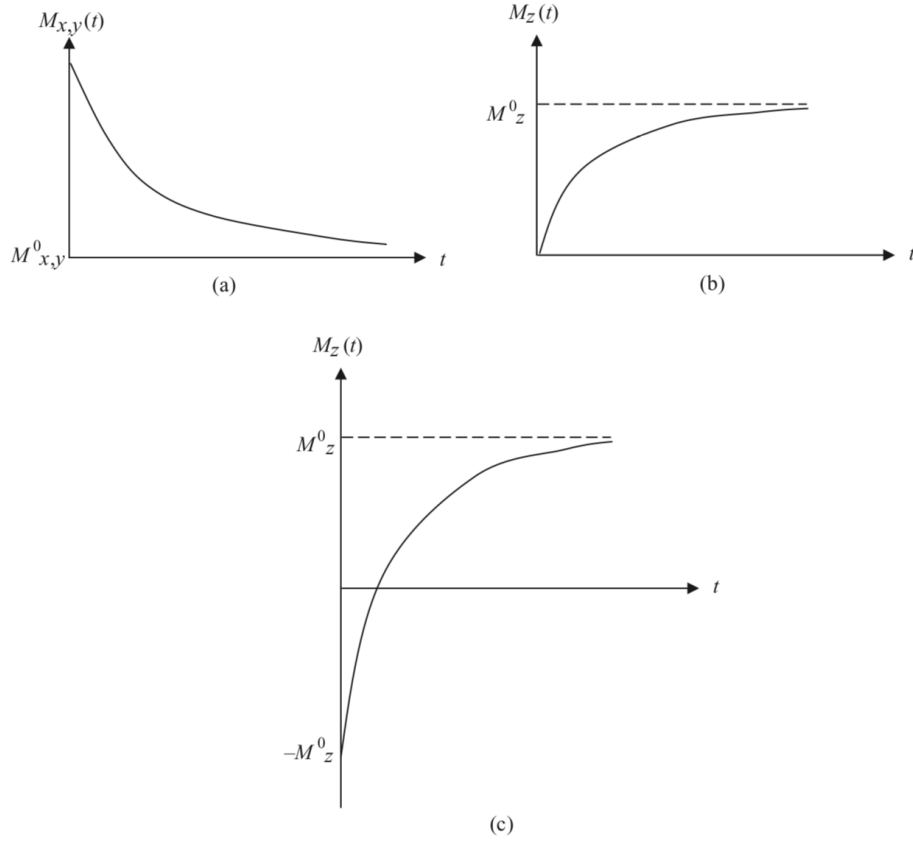 M_{x,y}(t)
M^0_{x,y}
t
(a)
M_z(t)
M^0_z
t
(b)
M_z(t)
M^0_z
t
–M^0_z
(c)